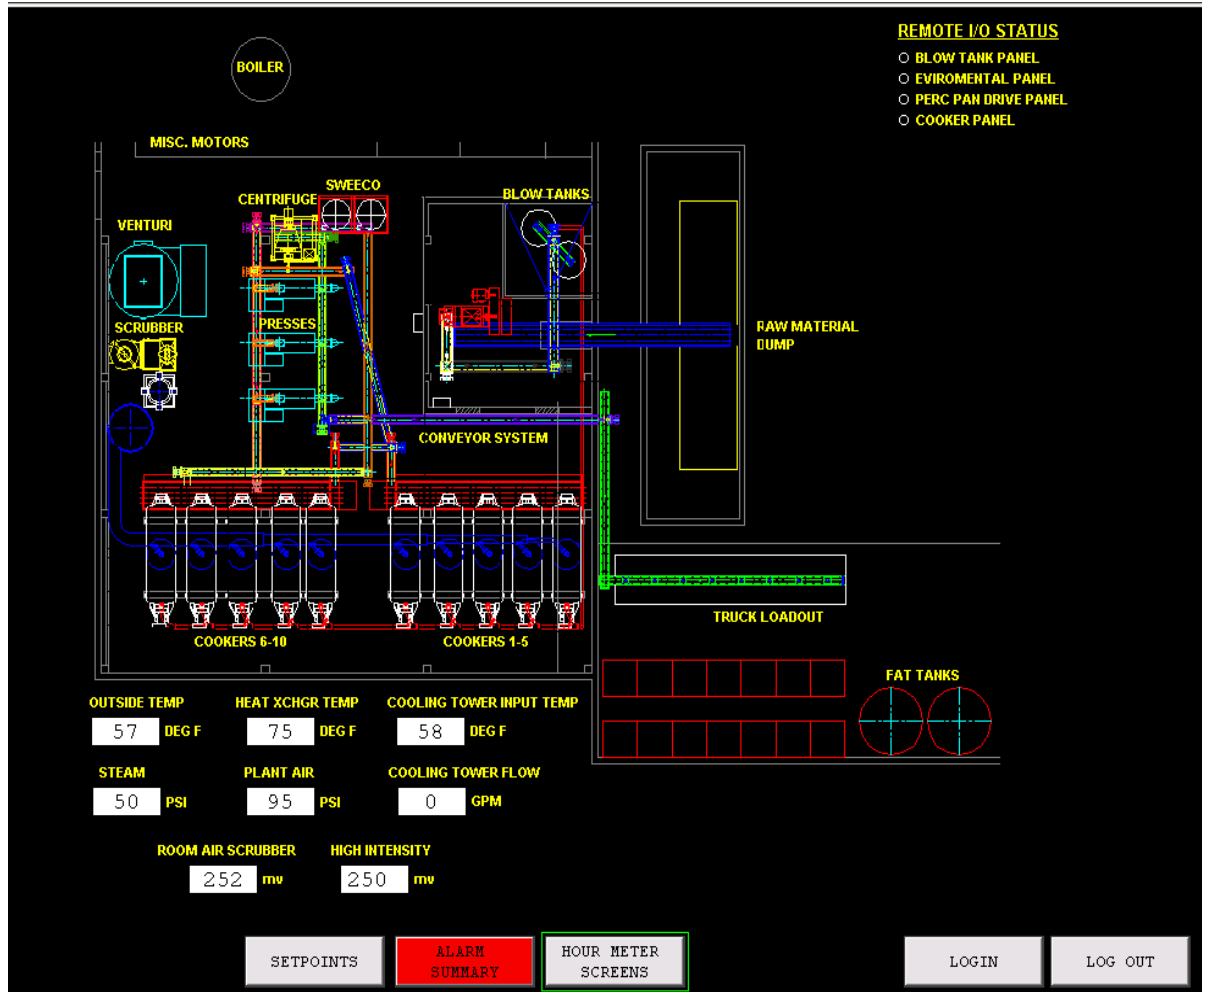 REMOTE I/O STATUS
BLOW TANK PANEL
EVIROMENTAL PANEL
PERC PAN DRIVE PANEL
COOKER PANEL
BOILER
MISC. MOTORS
SWEECO
CENTRIFUGE
BLOW TANKS
VENTURI
SCRUBBER
PRESSES
RAW MATERIAL
DUMP
CONVEYOR SYSTEM
TRUCK LOADOUT
COOKERS 6-10
COOKERS 1-5
FAT TANKS
OUTSIDE TEMP
HEAT XCHGR TEMP
COOLING TOWER INPUT TEMP
57 DEG F
75 DEG F
58 DEG F
STEAM
PLANT AIR
COOLING TOWER FLOW
50 PSI
95 PSI
0 GPM
ROOM AIR SCRUBBER
HIGH INTENSITY
252 mv
250 mv
SETPOINTS
ALARM
SUMMARY
HOUR METER
SCREENS
LOGIN
LOG OUT